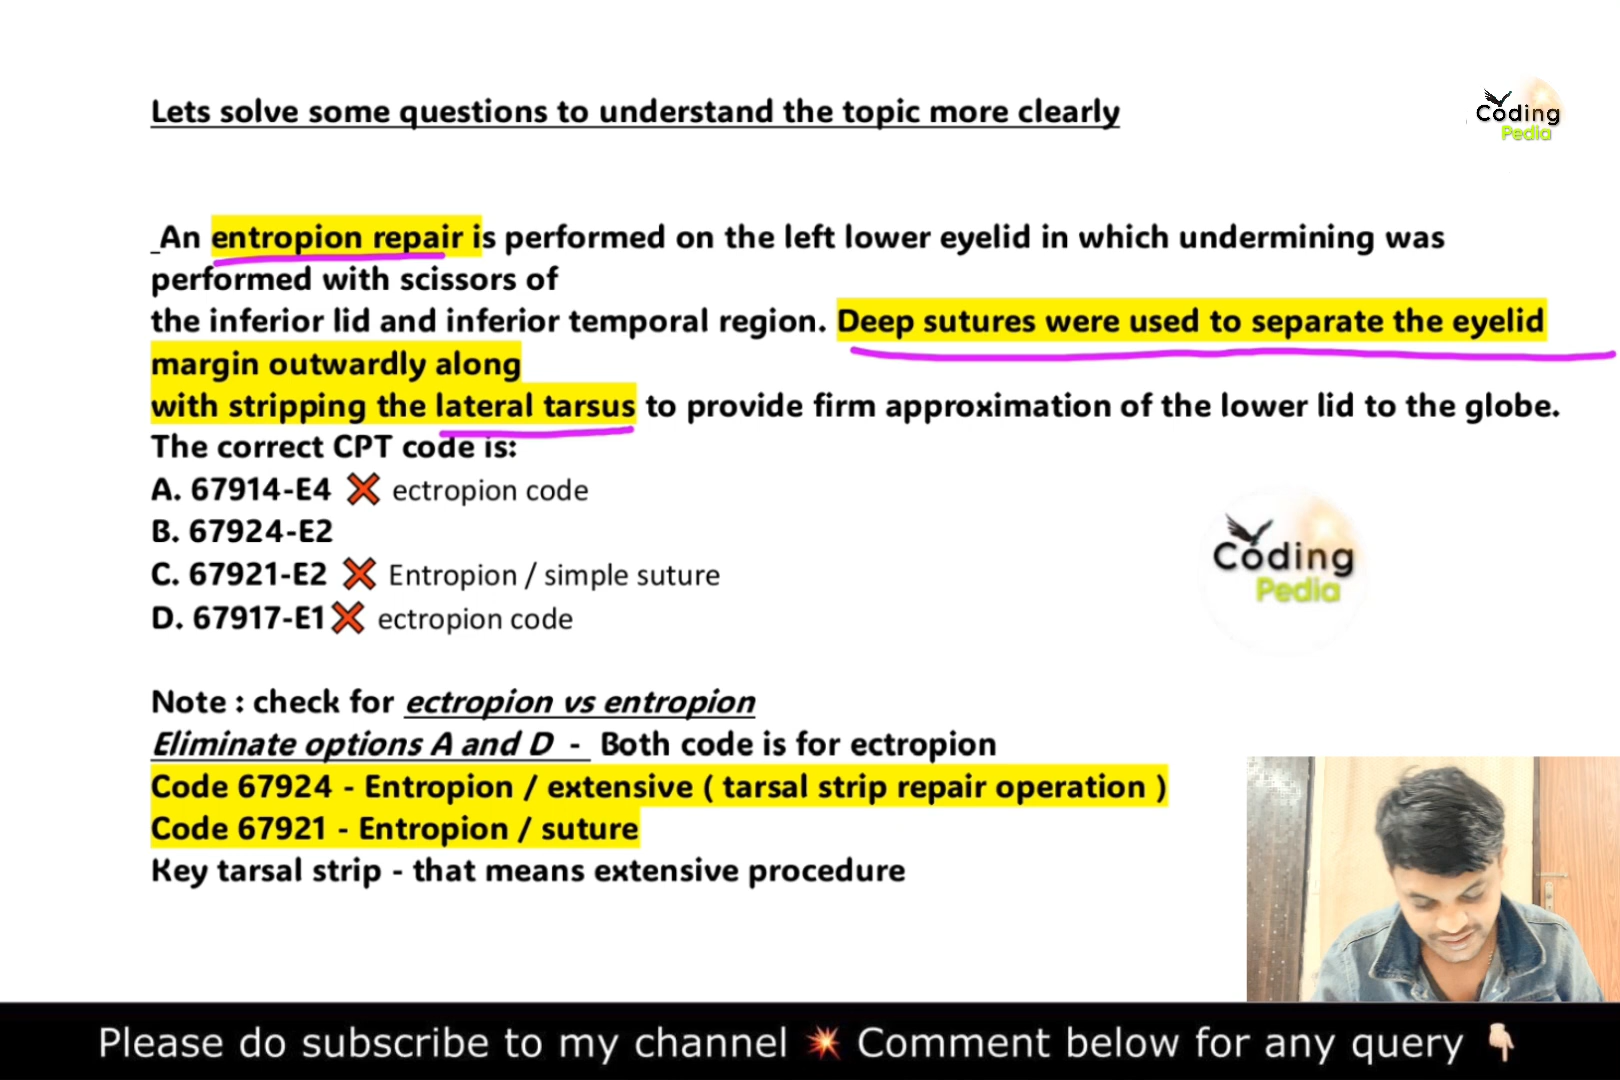 Lets solve some questions to understand the topic more clearly
Coding
Pedia
_An entropion repair is performed on the left lower eyelid in which undermining was
performed with scissors of
the inferior lid and inferior temporal region. Deep sutures were used to separate the eyelid
margin outwardly along
with stripping the lateral tarsus to provide firm approximation of the lower lid to the globe.
The correct CPT code is:
A. 67914-E4 ❌ ectropion code
B. 67924-E2
C. 67921-E2 ❌ Entropion / simple suture
D. 67917-E1❌ ectropion code
Coding
Pedia
Note : check for ectropion vs entropion
Eliminate options A and D - Both code is for ectropion
Code 67924 - Entropion / extensive ( tarsal strip repair operation )
Code 67921 - Entropion / suture
Key tarsal strip - that means extensive procedure
Please do subscribe to my channel 💥 Comment below for any query 👇🏻